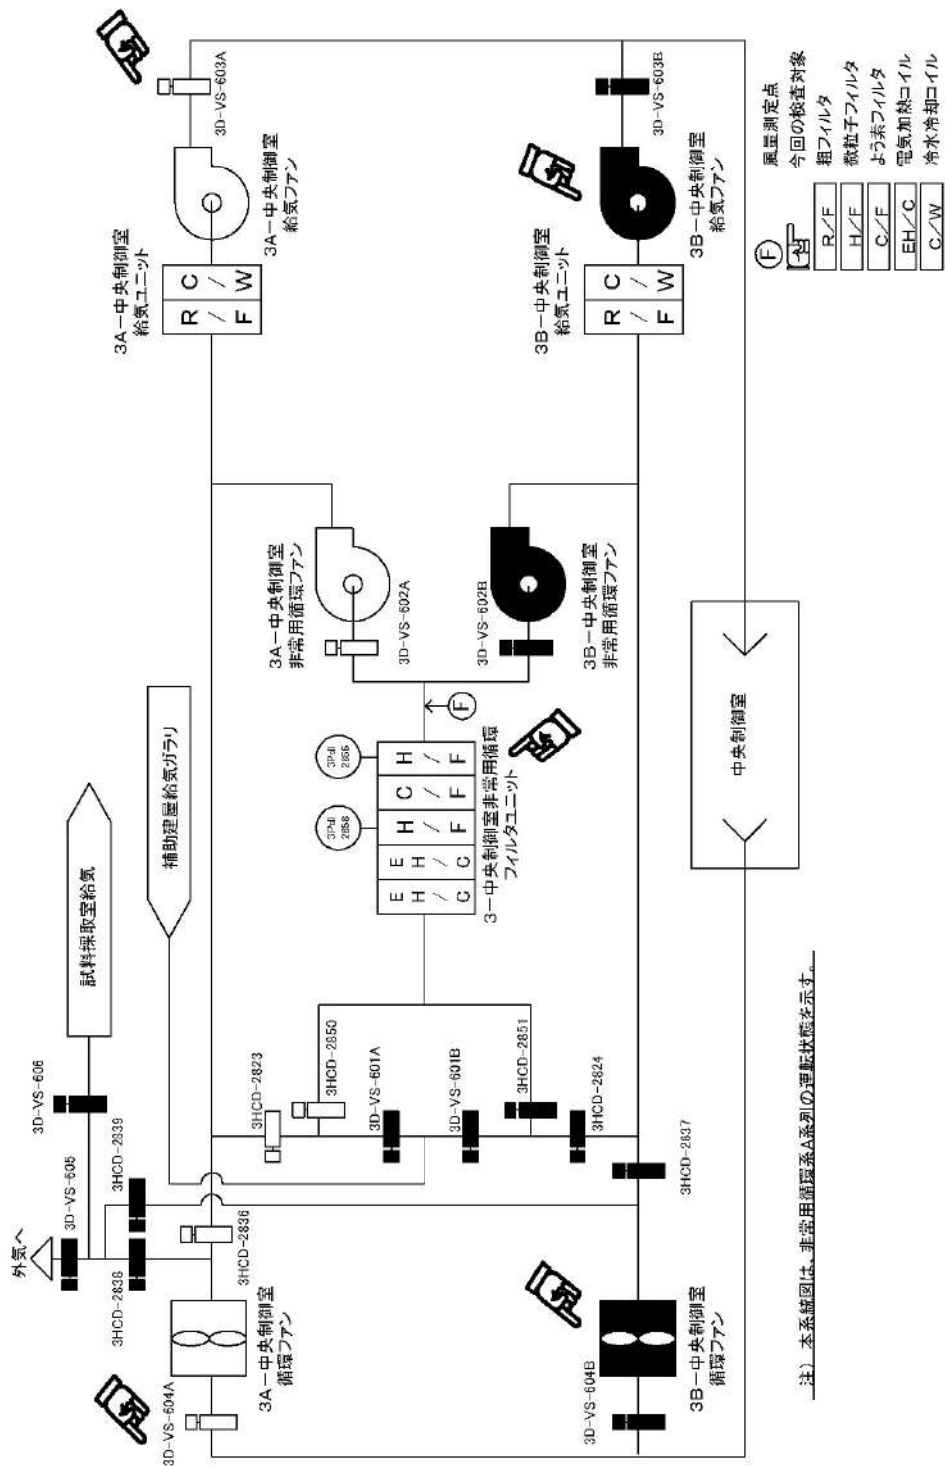 外気へ
3D-VS-605
3D-VS-606
試料採取室給気
補助建屋給気ガラリ
3HCD-2838
3HCD-2839
3D-VS-604A
3A－中央制御室
循環ファン
3HCD-2836
3HCD-2823
3HCD-2850
3D-VS-601A
3D-VS-601B
3HCD-2851
3HCD-2824
3HCD-2837
3D-VS-604B
3B－中央制御室
循環ファン
E H / C
E H / C
H / F
C / F
H / F
3－中央制御室非常用循環
フィルタユニット
F
3A－中央制御室
非常用循環ファン
3D-VS-602A
3D-VS-602B
3B－中央制御室
非常用循環ファン
3A－中央制御室
給気ユニット
R / F
C / W
3A－中央制御室
給気ファン
3D-VS-603A
3B－中央制御室
給気ユニット
R / F
C / W
3B－中央制御室
給気ファン
3D-VS-603B
中央制御室
F 風量測定点
今回の検査対象
R/F 粗フィルタ
H/F 微粒子フィルタ
C/F よう素フィルタ
EH/C 電気加熱コイル
C/W 冷水冷却コイル
注）本系統図は、非常用循環系A系列の運転状態を示す。